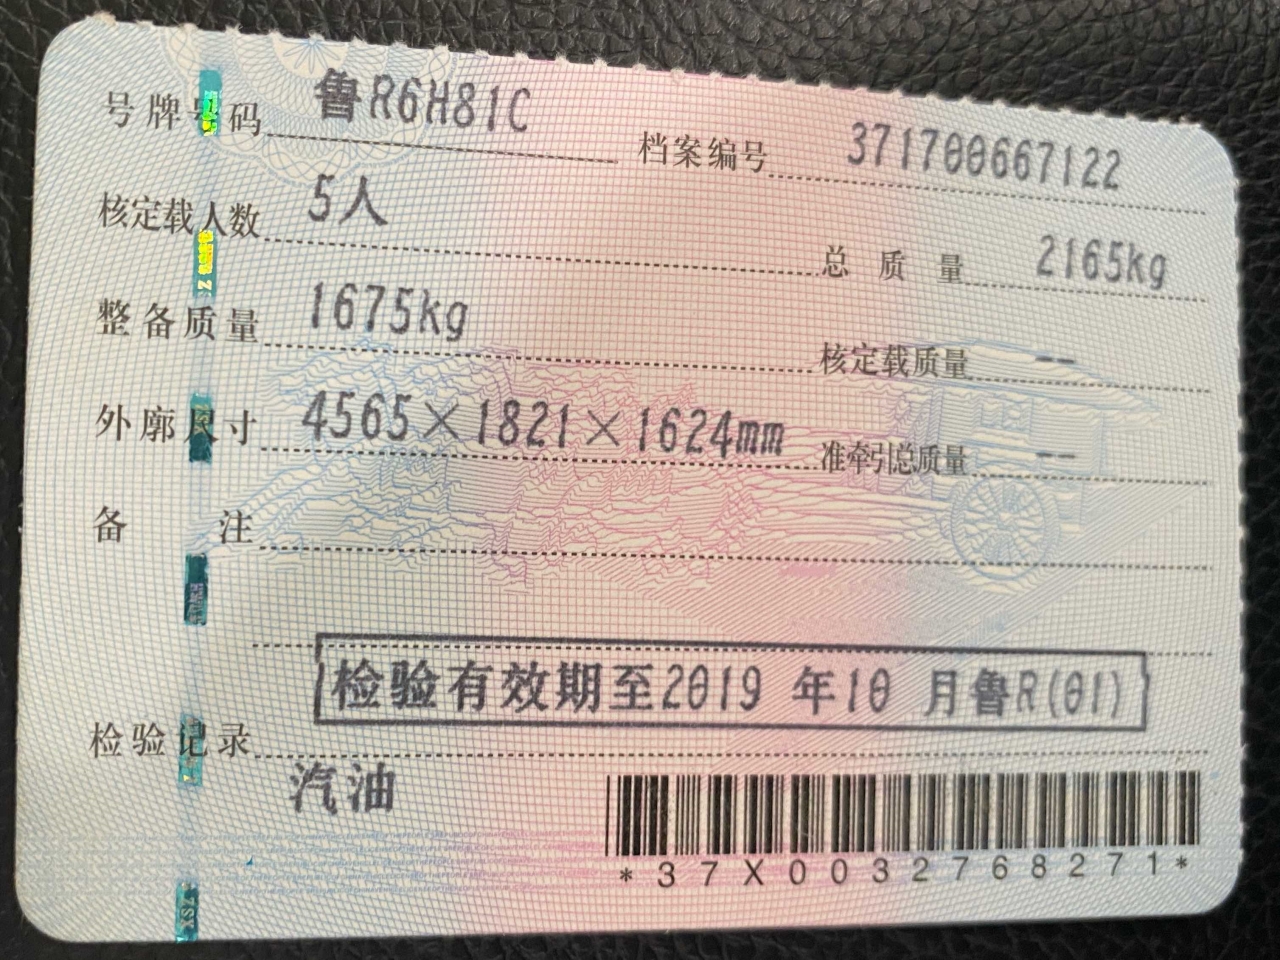 号牌号码 鲁R6H81C 档案编号 371700667122
核定载人数 5人 总质量 2165kg
整备质量 1675kg 核定载质量 --
外廓尺寸 4565×1821×1624mm 准牵引总质量 --
备注
检验有效期至2019 年10 月鲁R(01)
检验记录
汽油
*37X0032768271*